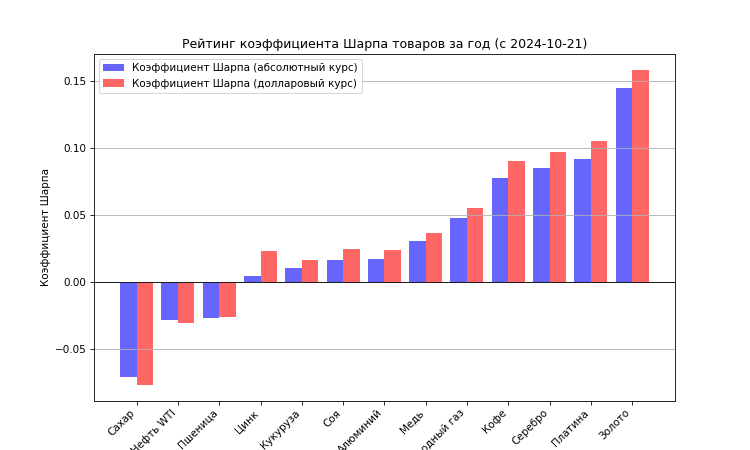 Рейтинг коэффициента Шарпа товаров за год (с 2024-10-21)
Коэффициент Шарпа (абсолютный курс)
Коэффициент Шарпа (долларовый курс)
Коэффициент Шарпа
0.15
0.10
0.05
0.00
−0.05
Сахар
Нефть WTI
Пшеница
Цинк
Кукуруза
Соя
Алюминий
Медь
газ
Кофе
Серебро
Платина
Золото